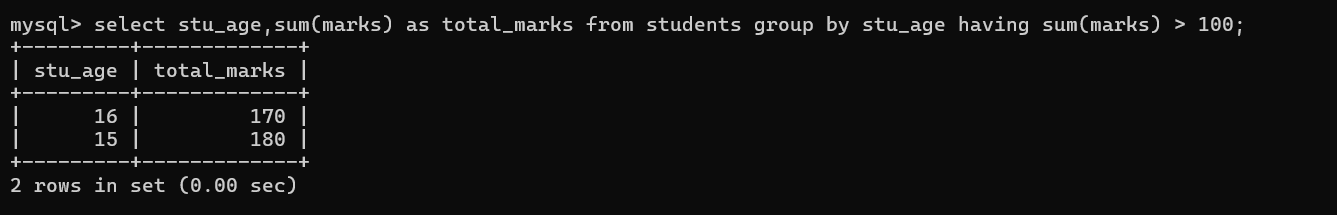 mysql> select stu_age,sum(marks) as total_marks from students group by stu_age having sum(marks) > 100;
+---------+-------------+
| stu_age | total_marks |
+---------+-------------+
|      16 |         170 |
|      15 |         180 |
+---------+-------------+
2 rows in set (0.00 sec)